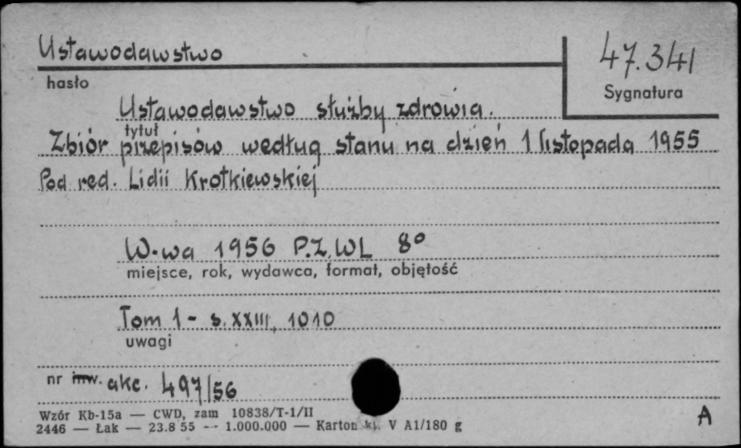 Ustawodawstwo
47.341
hasło
Sygnatura
Ustawodawstwo służby zdrowia.
tytuł
Zbiór przepisów według stanu na dzień 1 listopada 1955
Pod red. Lidii Krotkiewskiej
W-wa 1956 P.Z.WL 8°
miejsce, rok, wydawca, format, objętość
Tom 1 - s. XXIII, 1010
uwagi
nr inw. akc. 497/56
Wzór Kb-15a — CWD, zam 10838/T-1/II
2446 — Łak — 23.8 55 — 1.000.000 — Karton kl. V A1/180 g
A